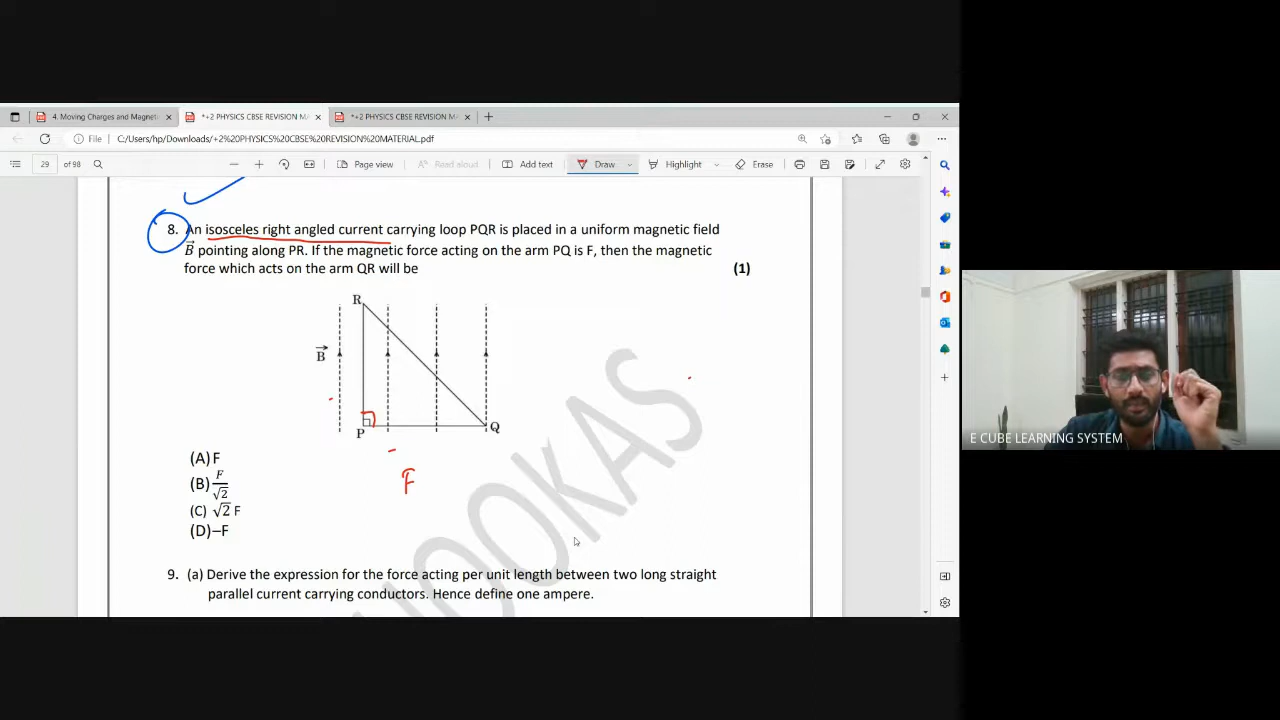 4. Moving Charges and Magnet
*+2 PHYSICS CBSE REVISION MA
*+2 PHYSICS CBSE REVISION MA
File
C:/Users/hp/Downloads/+2%20PHYSICS%20CBSE%20REVISION%20MATERIAL.pdf
29 of 98
Page view
Read aloud
Add text
Draw
Highlight
Erase
8. An isosceles right angled current carrying loop PQR is placed in a uniform magnetic field
B⃗ pointing along PR. If the magnetic force acting on the arm PQ is F, then the magnetic
force which acts on the arm QR will be (1)
R
B⃗
P
Q
F
(A) F
(B) F/√2
(C) √2 F
(D) –F
9. (a) Derive the expression for the force acting per unit length between two long straight
parallel current carrying conductors. Hence define one ampere.
HOOKAS
E CUBE LEARNING SYSTEM